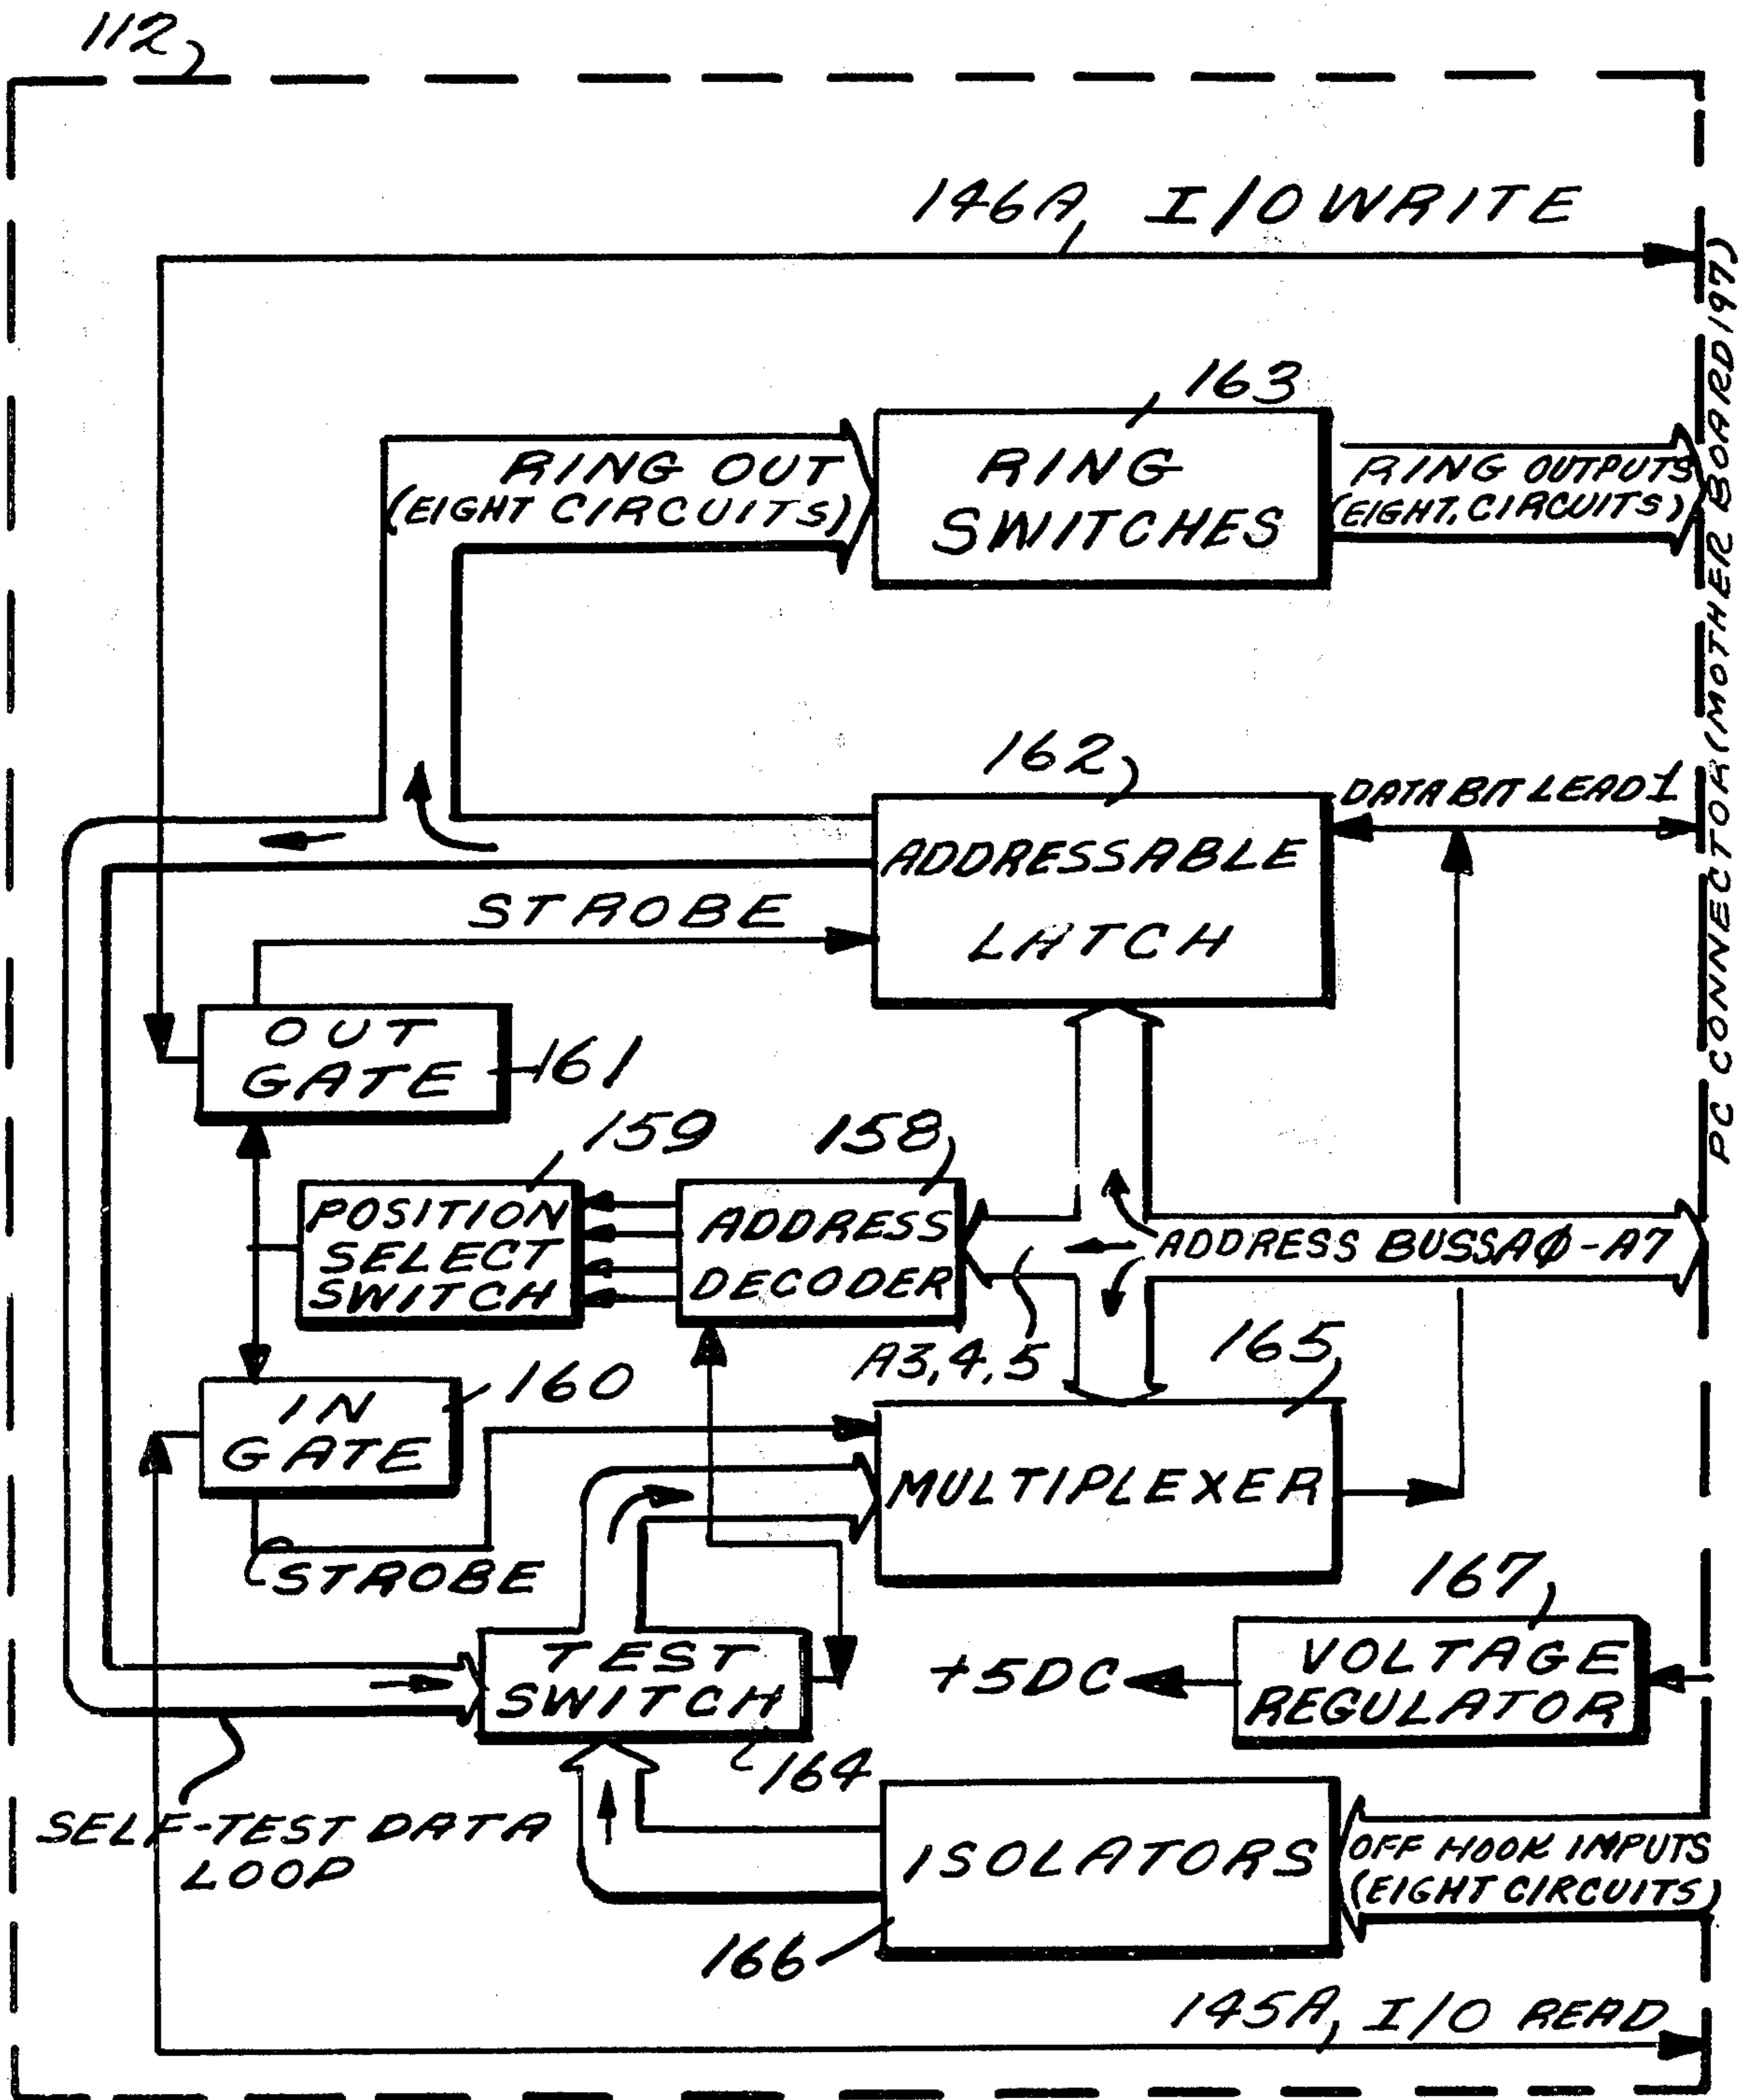 112
146A, I/O WRITE
163
RING OUT
(EIGHT CIRCUITS)
RING
SWITCHES
RING OUTPUTS
(EIGHT, CIRCUITS)
PC CONNECTOR (MOTHER BOARD 197)
162
DATA BIT LEAD 1
ADDRESSABLE
LATCH
STROBE
OUT
GATE
161
159
158
POSITION
SELECT
SWITCH
ADDRESS
DECODER
ADDRESS BUSSAØ-A7
A3,4,5
165
160
IN
GATE
MULTIPLEXER
STROBE
167
TEST
SWITCH
+5DC
VOLTAGE
REGULATOR
164
SELF-TEST DATA
LOOP
ISOLATORS
OFF HOOK IMPUTS
(EIGHT CIRCUITS)
166
145A, I/O READ